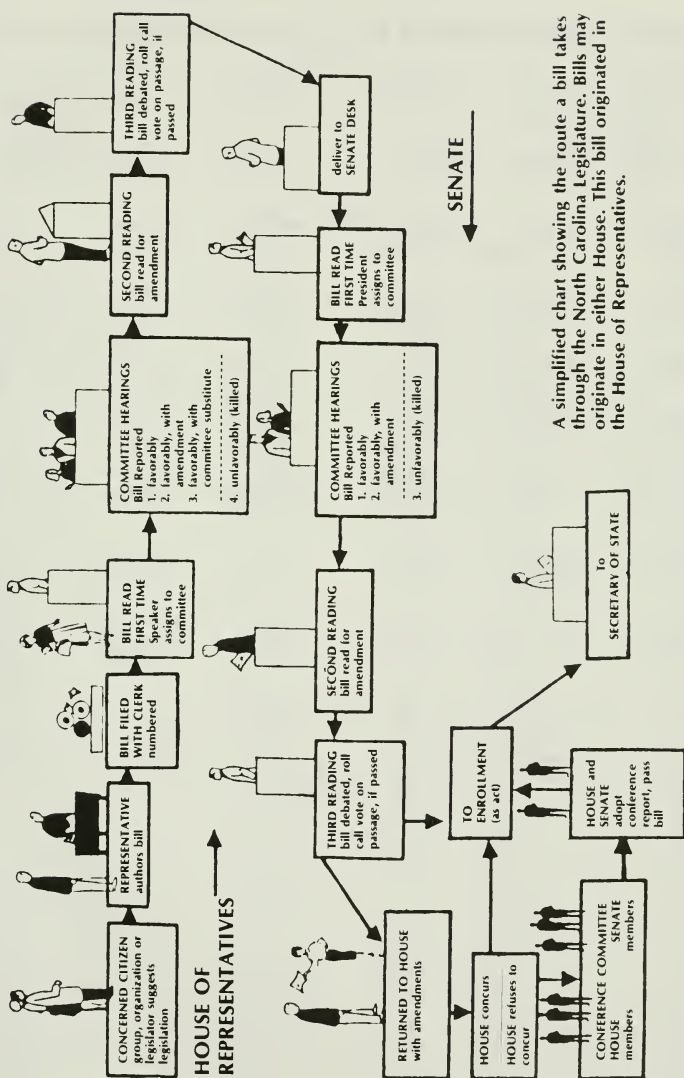 CONCERNED CITIZEN
group, organization or
legislator suggests
legislation
REPRESENTATIVE
authors bill
BILL FILED
WITH CLERK
numbered
BILL READ
FIRST TIME
Speaker
assigns to
committee
COMMITTEE HEARINGS
Bill Reported
1. favorably
2. favorably, with
amendment
3. favorably, with
committee substitute
4. unfavorably (killed)
SECOND READING
bill read for
amendment
THIRD READING
bill debated, roll call
vote on passage, if
passed
HOUSE OF
REPRESENTATIVES
deliver to
SENATE DESK
BILL READ
FIRST TIME
President
assigns to
committee
COMMITTEE HEARINGS
Bill Reported
1. favorably
2. favorably, with
amendment
3. unfavorably (killed)
SECOND READING
bill read for
amendment
THIRD READING
bill debated, roll
call vote on
passage, if passed
SENATE
RETURNED TO HOUSE
with amendments
HOUSE concurs
HOUSE refuses to
concur
CONFERENCE COMMITTEE
HOUSE SENATE
members members
HOUSE and
SENATE
adopt
conference
report, pass
bill
TO
ENROLLMENT
(as act)
To
SECRETARY OF STATE
A simplified chart showing the route a bill takes
through the North Carolina Legislature. Bills may
originate in either House. This bill originated in
the House of Representatives.